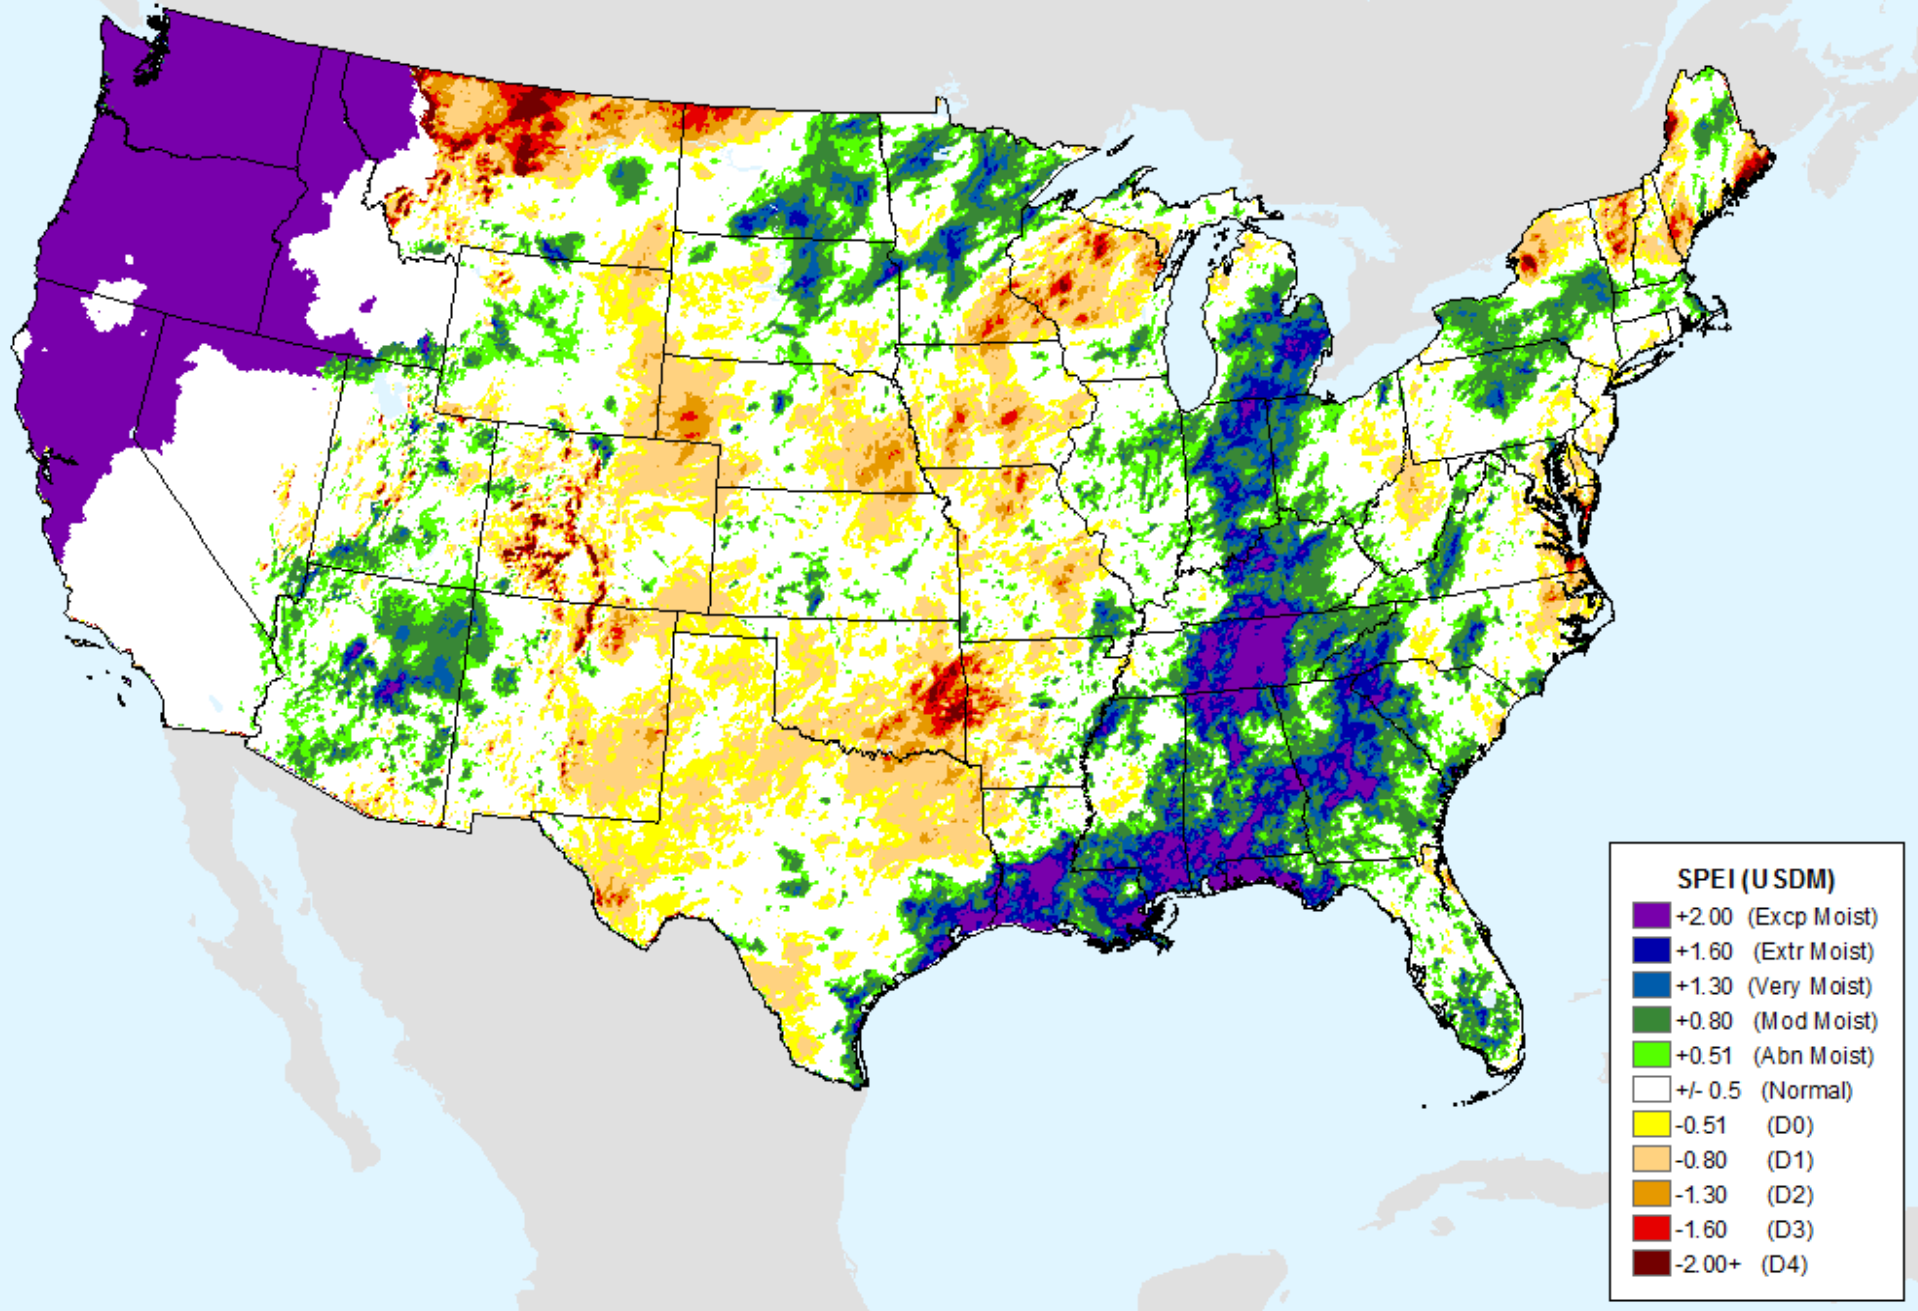 SPEI (USDM)
+2.00 (Excp Moist)
+1.60 (Extr Moist)
+1.30 (Very Moist)
+0.80 (Mod Moist)
+0.51 (Abn Moist)
+/- 0.5 (Normal)
-0.51 (D0)
-0.80 (D1)
-1.30 (D2)
-1.60 (D3)
-2.00+ (D4)